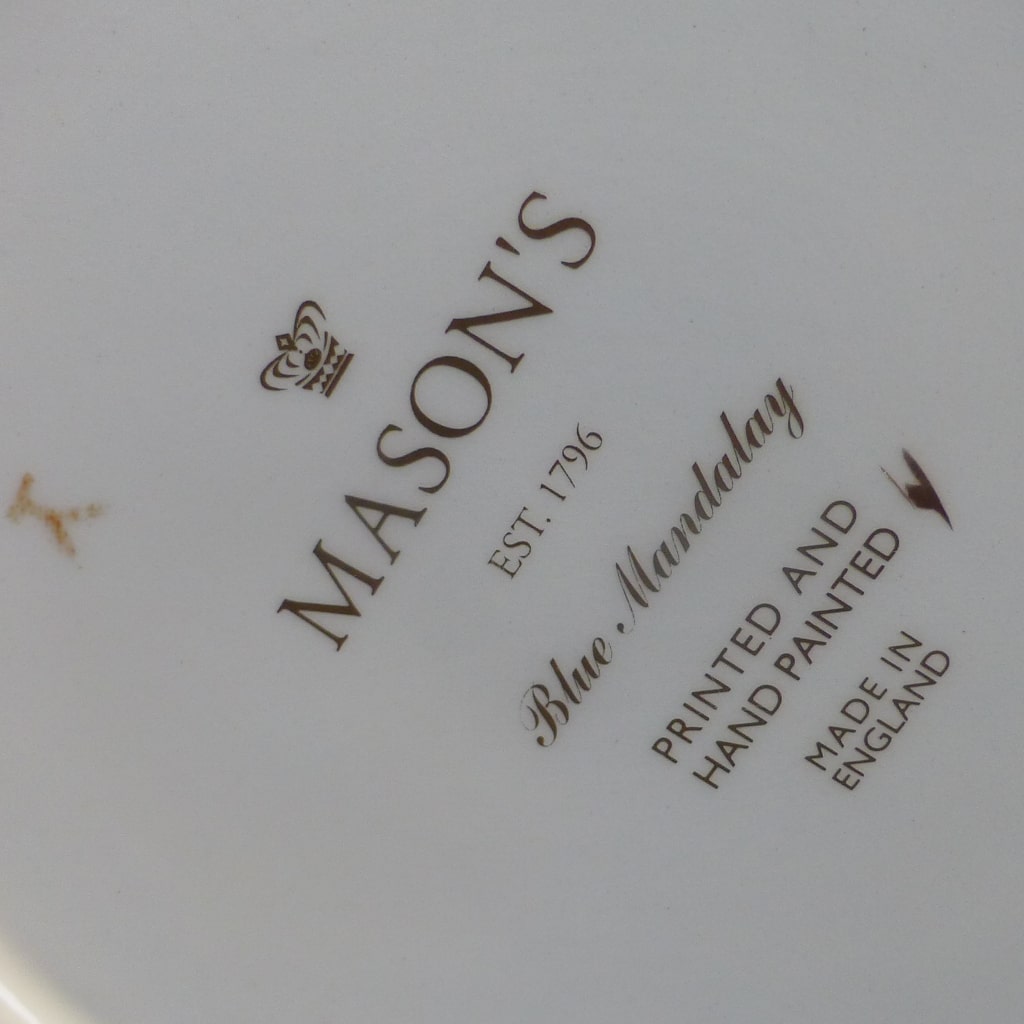 MASON'S
EST. 1796
Blue Mandalay
PRINTED AND
HAND PAINTED
MADE IN
ENGLAND